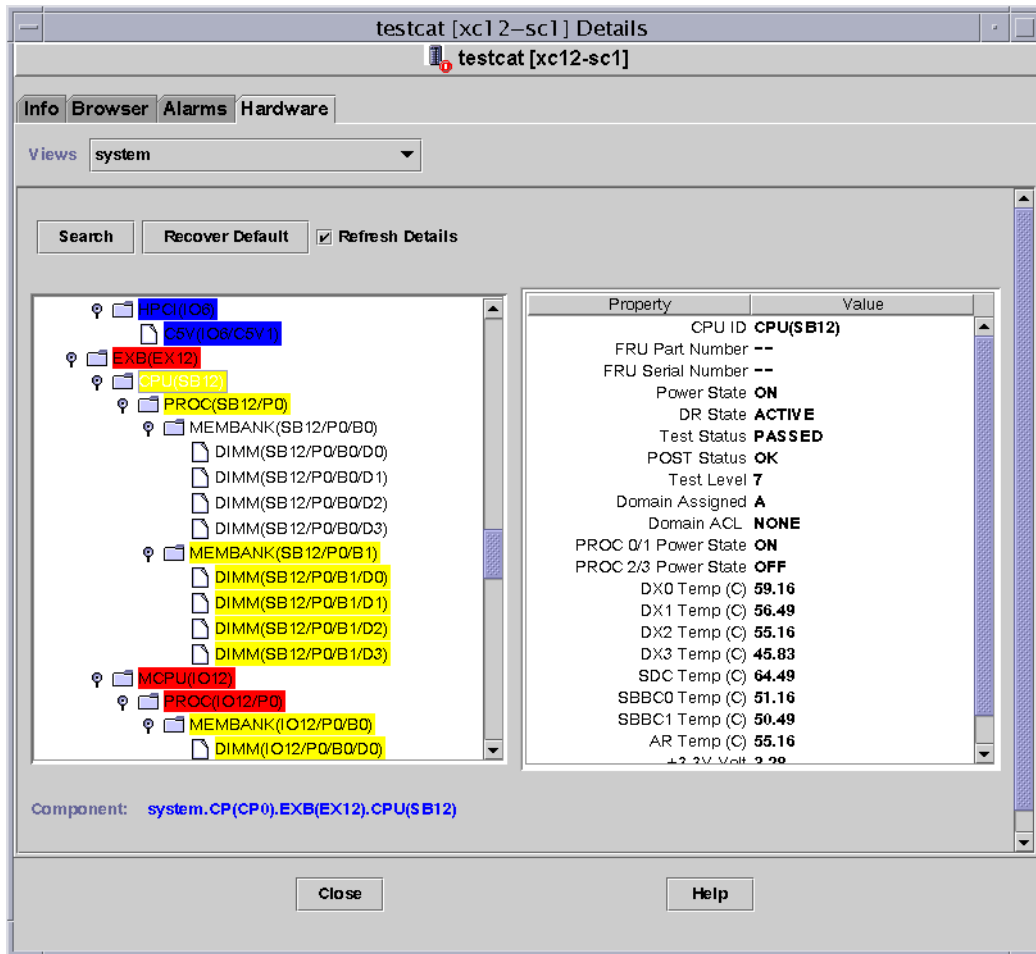 testcat [xc12-sc1] Details
testcat [xc12-sc1]
Info Browser Alarms Hardware
Views system
Search Recover Default Refresh Details
HPCI(IO6)
C5V(IO6/C5V1)
EXB(EX12)
CPU(SB12)
PROC(SB12/P0)
MEMBANK(SB12/P0/B0)
DIMM(SB12/P0/B0/D0)
DIMM(SB12/P0/B0/D1)
DIMM(SB12/P0/B0/D2)
DIMM(SB12/P0/B0/D3)
MEMBANK(SB12/P0/B1)
DIMM(SB12/P0/B1/D0)
DIMM(SB12/P0/B1/D1)
DIMM(SB12/P0/B1/D2)
DIMM(SB12/P0/B1/D3)
MCPU(IO12)
PROC(IO12/P0)
MEMBANK(IO12/P0/B0)
DIMM(IO12/P0/B0/D0)
Property Value
CPU ID CPU(SB12)
FRU Part Number --
FRU Serial Number --
Power State ON
DR State ACTIVE
Test Status PASSED
POST Status OK
Test Level 7
Domain Assigned A
Domain ACL NONE
PROC 0/1 Power State ON
PROC 2/3 Power State OFF
DX0 Temp (C) 59.16
DX1 Temp (C) 56.49
DX2 Temp (C) 55.16
DX3 Temp (C) 45.83
SDC Temp (C) 64.49
SBBC0 Temp (C) 51.16
SBBC1 Temp (C) 50.49
AR Temp (C) 55.16
+3.3V Volt 3.29
Component: system.CP(CP0).EXB(EX12).CPU(SB12)
Close Help